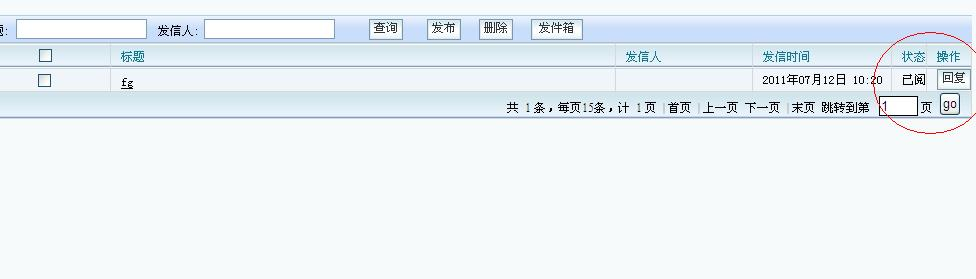 发信人: 查询 发布 删除 发件箱
标题 发信人 发信时间 状态 操作
fg 2011年07月12日 10:20 已阅 回复
共 1条，每页15条，计 1页 |首页 |上一页 下一页 |末页 跳转到第 1 页 go